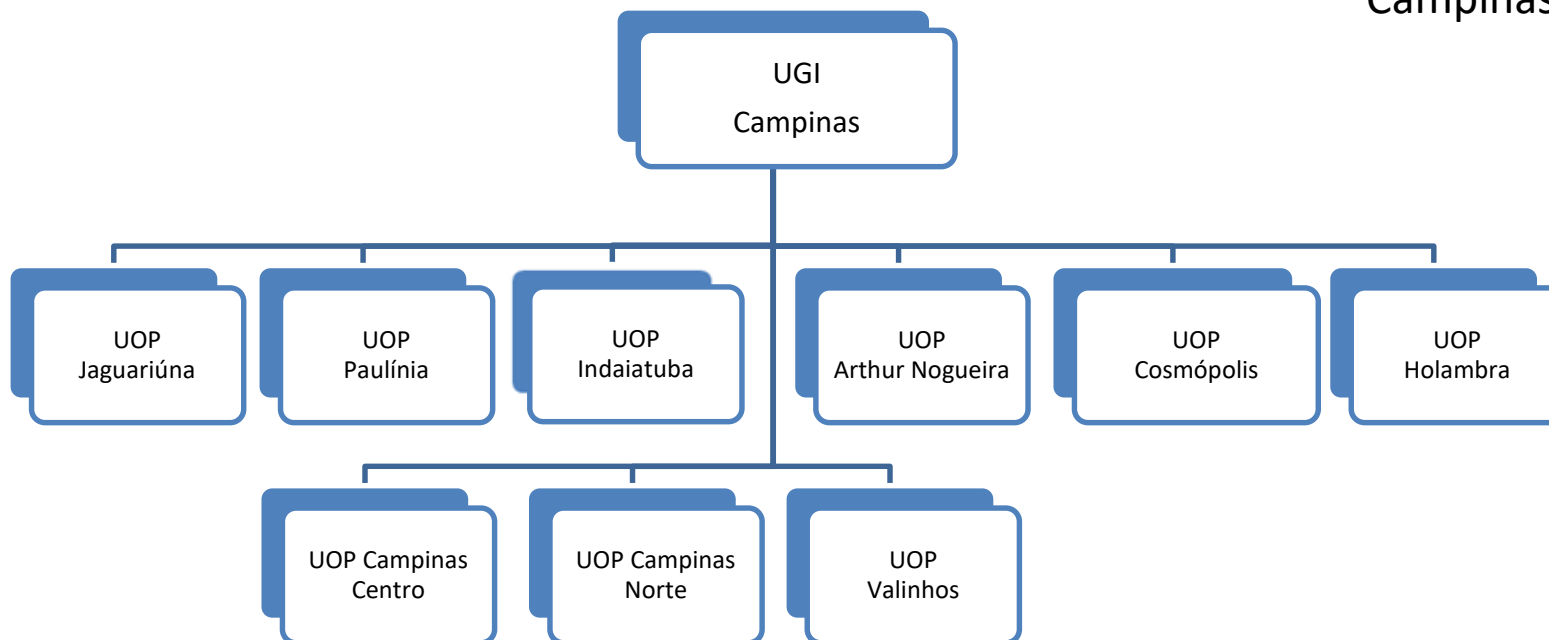 Campinas
UGI
Campinas
UOP
Jaguariúna
UOP
Paulínia
UOP
Indaiatuba
UOP
Arthur Nogueira
UOP
Cosmópolis
UOP
Holambra
UOP Campinas
Centro
UOP Campinas
Norte
UOP
Valinhos